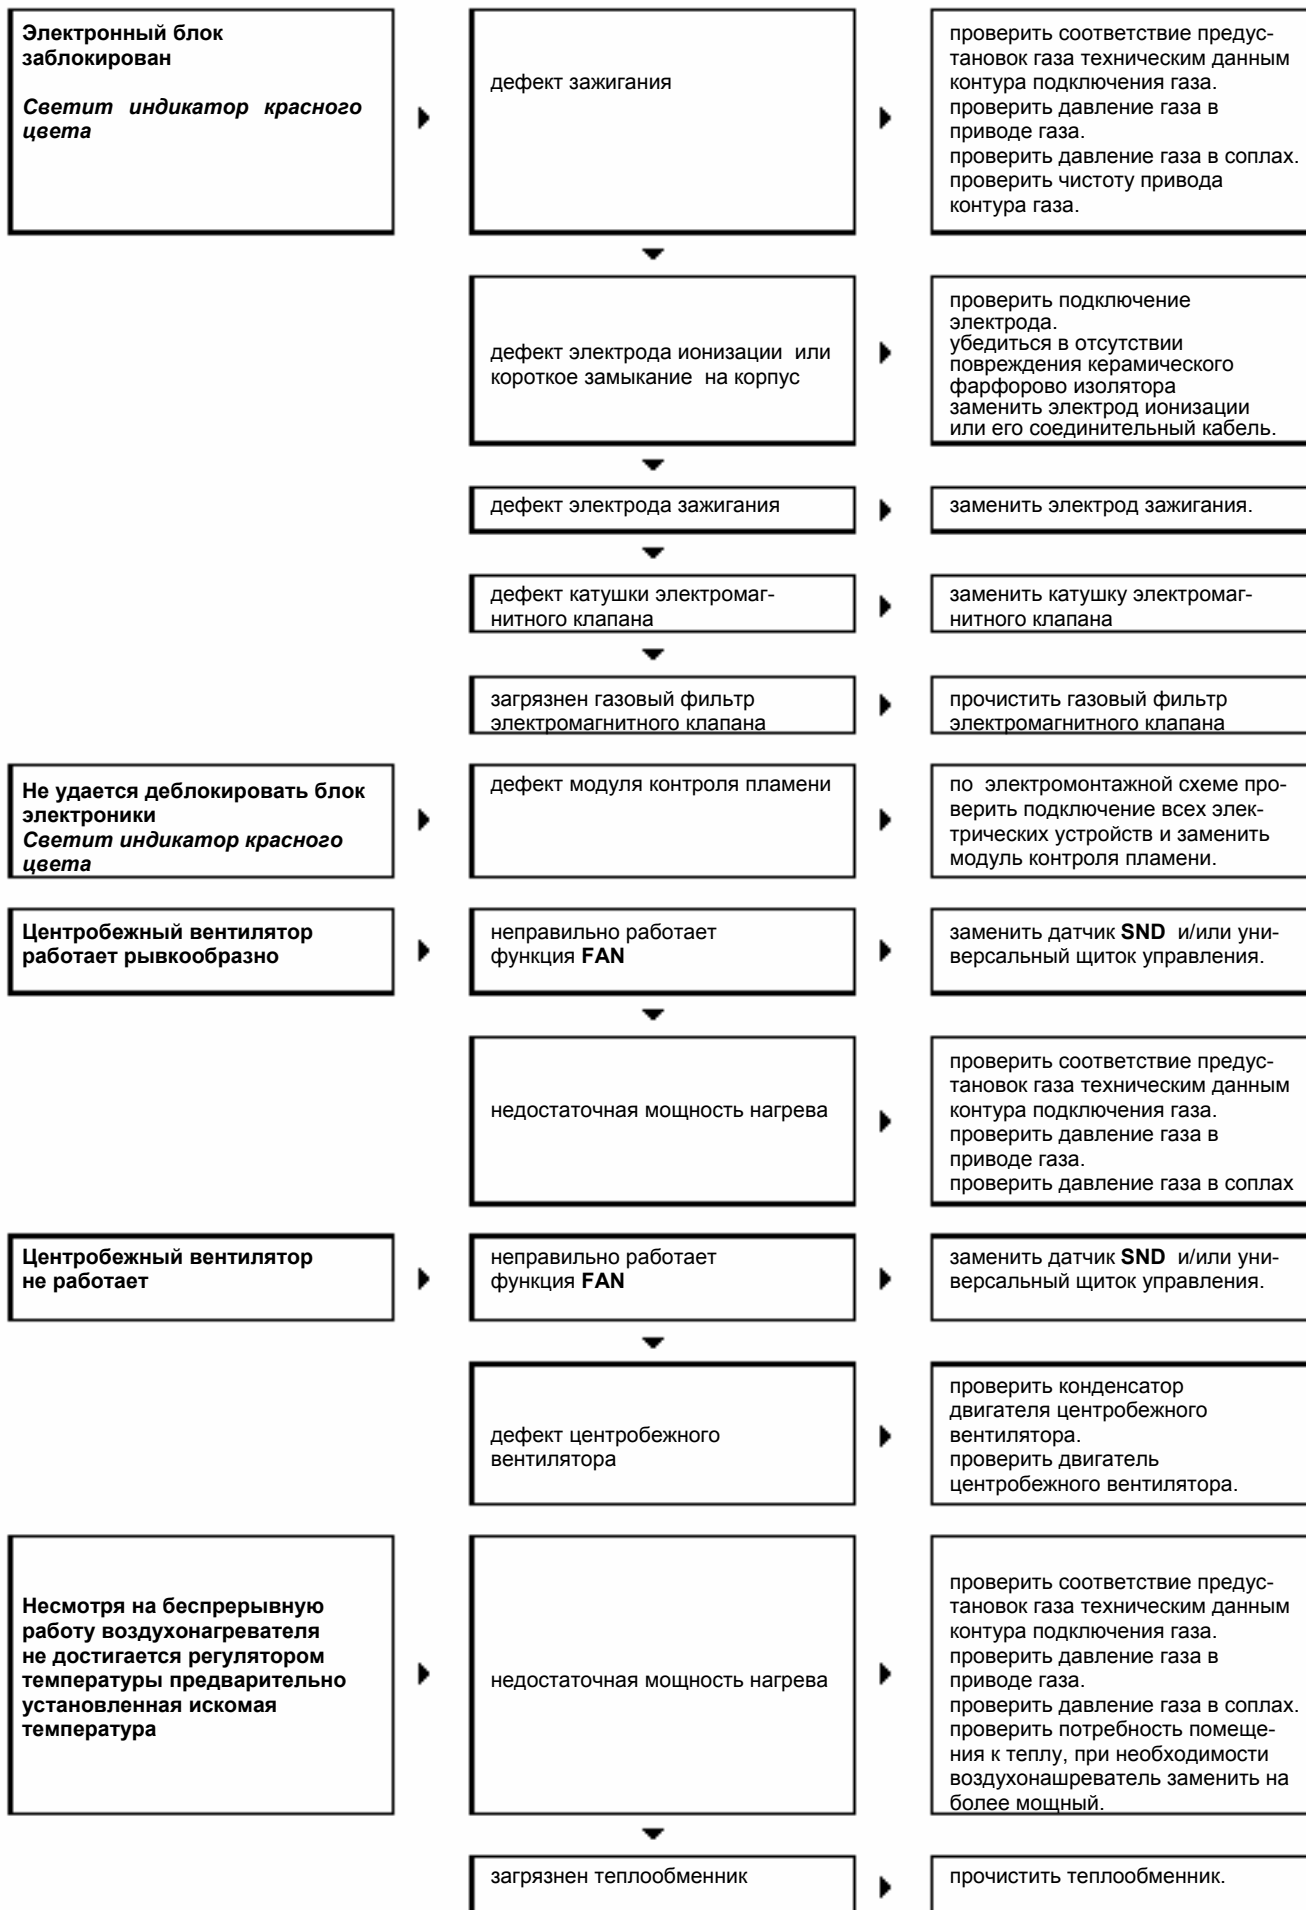 Электронный блок
заблокирован
Светит индикатор красного
цвета
дефект зажигания
проверить соответствие предус-
тановок газа техническим данным
контура подключения газа.
проверить давление газа в
приводе газа.
проверить давление газа в соплах.
проверить чистоту привода
контура газа.
дефект электрода ионизации или
короткое замыкание на корпус
проверить подключение
электрода.
убедиться в отсутствии
повреждения керамического
фарфорово изолятора
заменить электрод ионизации
или его соединительный кабель.
дефект электрода зажигания
заменить электрод зажигания.
дефект катушки электромаг-
нитного клапана
заменить катушку электромаг-
нитного клапана
загрязнен газовый фильтр
электромагнитного клапана
прочистить газовый фильтр
электромагнитного клапана
Не удается деблокировать блок
электроники
Светит индикатор красного
цвета
дефект модуля контроля пламени
по электромонтажной схеме про-
верить подключение всех элек-
трических устройств и заменить
модуль контроля пламени.
Центробежный вентилятор
работает рывкообразно
неправильно работает
функция FAN
заменить датчик SND и/или уни-
версальный щиток управления.
недостаточная мощность нагрева
проверить соответствие предус-
тановок газа техническим данным
контура подключения газа.
проверить давление газа в
приводе газа.
проверить давление газа в соплах
Центробежный вентилятор
не работает
неправильно работает
функция FAN
заменить датчик SND и/или уни-
версальный щиток управления.
дефект центробежного
вентилятора
проверить конденсатор
двигателя центробежного
вентилятора.
проверить двигатель
центробежного вентилятора.
Несмотря на беспрерывную
работу воздухонагревателя
не достигается регулятором
температуры предварительно
установленная искомая
температура
недостаточная мощность нагрева
проверить соответствие предус-
тановок газа техническим данным
контура подключения газа.
проверить давление газа в
приводе газа.
проверить давление газа в соплах.
проверить потребность помеще-
ния к теплу, при необходимости
воздухонашреватель заменить на
более мощный.
загрязнен теплообменник
прочистить теплообменник.